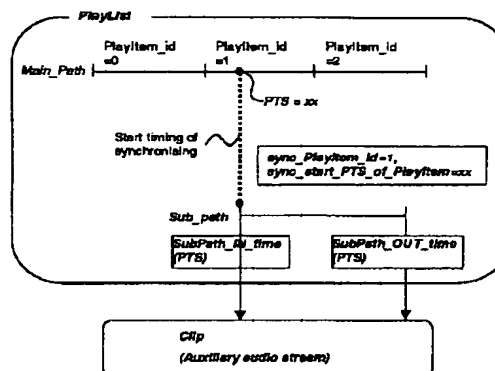 PlayList
PlayItem_id
=0
PlayItem_id
=1
PlayItem_id
=2
Main_Path
PTS = xx
Start timing of
synchronising
sync_PlayItem_id=1,
sync_start_PTS_of_PlayItem=xx
Sub_path
SubPath_IN_time
(PTS)
SubPath_OUT_time
(PTS)
Clip
(Auxiliary audio stream)